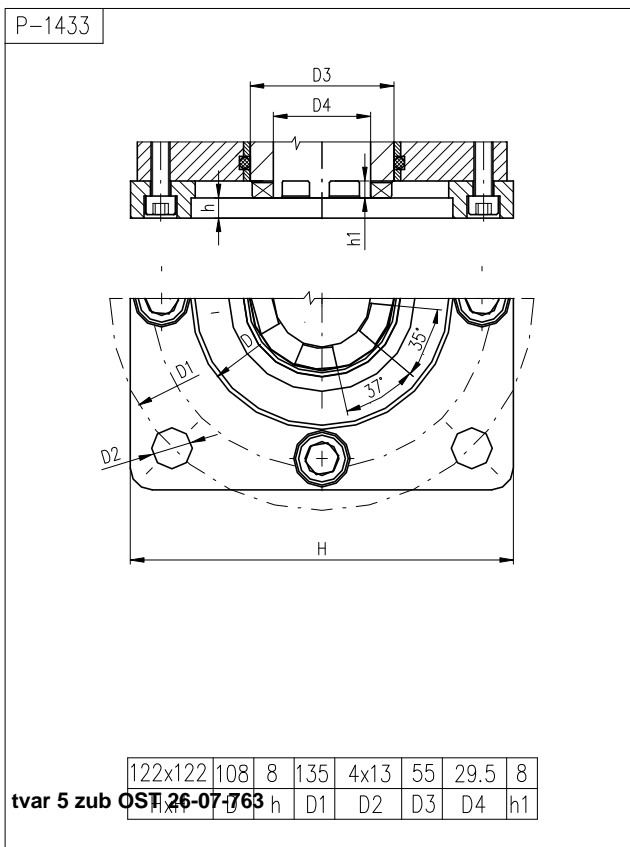 P-1433
D3
D4
h
h1
D
D1
35°
37°
D2
H
122x122 108 8 135 4x13 55 29.5 8
HxH D h D1 D2 D3 D4 h1
tvar 5 zub OST 26-07-763